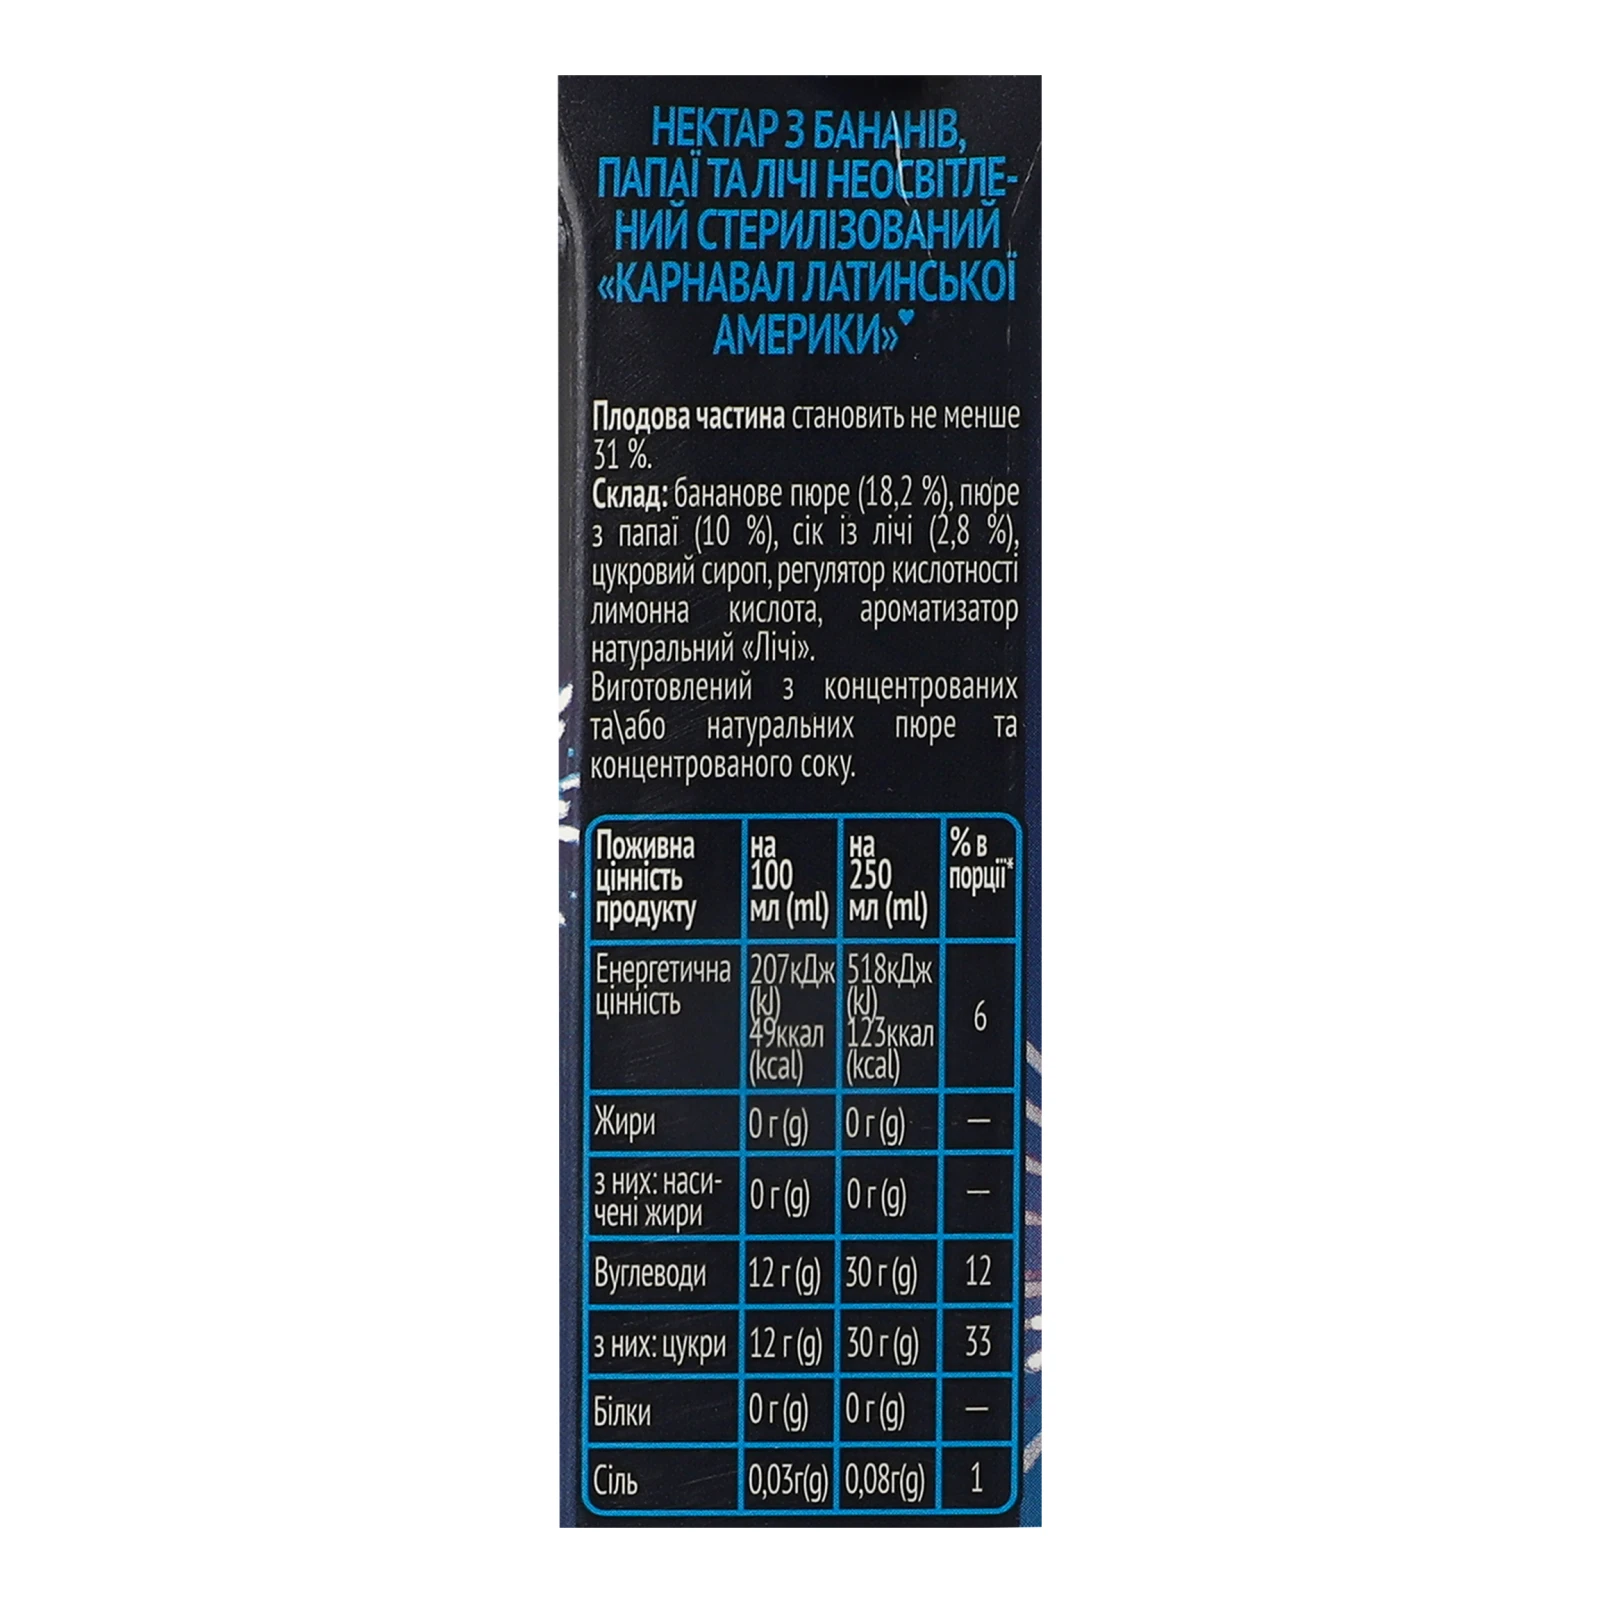 НЕКТАР З БАНАНІВ,
ПАПАЇ ТА ЛІЧІ НЕОСВІТЛЕ-
НИЙ СТЕРИЛІЗОВАНИЙ
«КАРНАВАЛ ЛАТИНСЬКОЇ
АМЕРИКИ»♥
Плодова частина становить не менше
31 %.
Склад: бананове пюре (18,2 %), пюре
з папаї (10 %), сік із лічі (2,8 %),
цукровий сироп, регулятор кислотності
лимонна кислота, ароматизатор
натуральний «Лічі».
Виготовлений з концентрованих
та\або натуральних пюре та
концентрованого соку.
Поживна цінність продукту на 100 мл (ml) на 250 мл (ml) % в порції*
Енергетична цінність 207кДж (kJ) 49ккал (kcal) 518кДж (kJ) 123ккал (kcal) 6
Жири 0 г (g) 0 г (g) —
з них: наси-чені жири 0 г (g) 0 г (g) —
Вуглеводи 12 г (g) 30 г (g) 12
з них: цукри 12 г (g) 30 г (g) 33
Білки 0 г (g) 0 г (g) —
Сіль 0,03г(g) 0,08г(g) 1